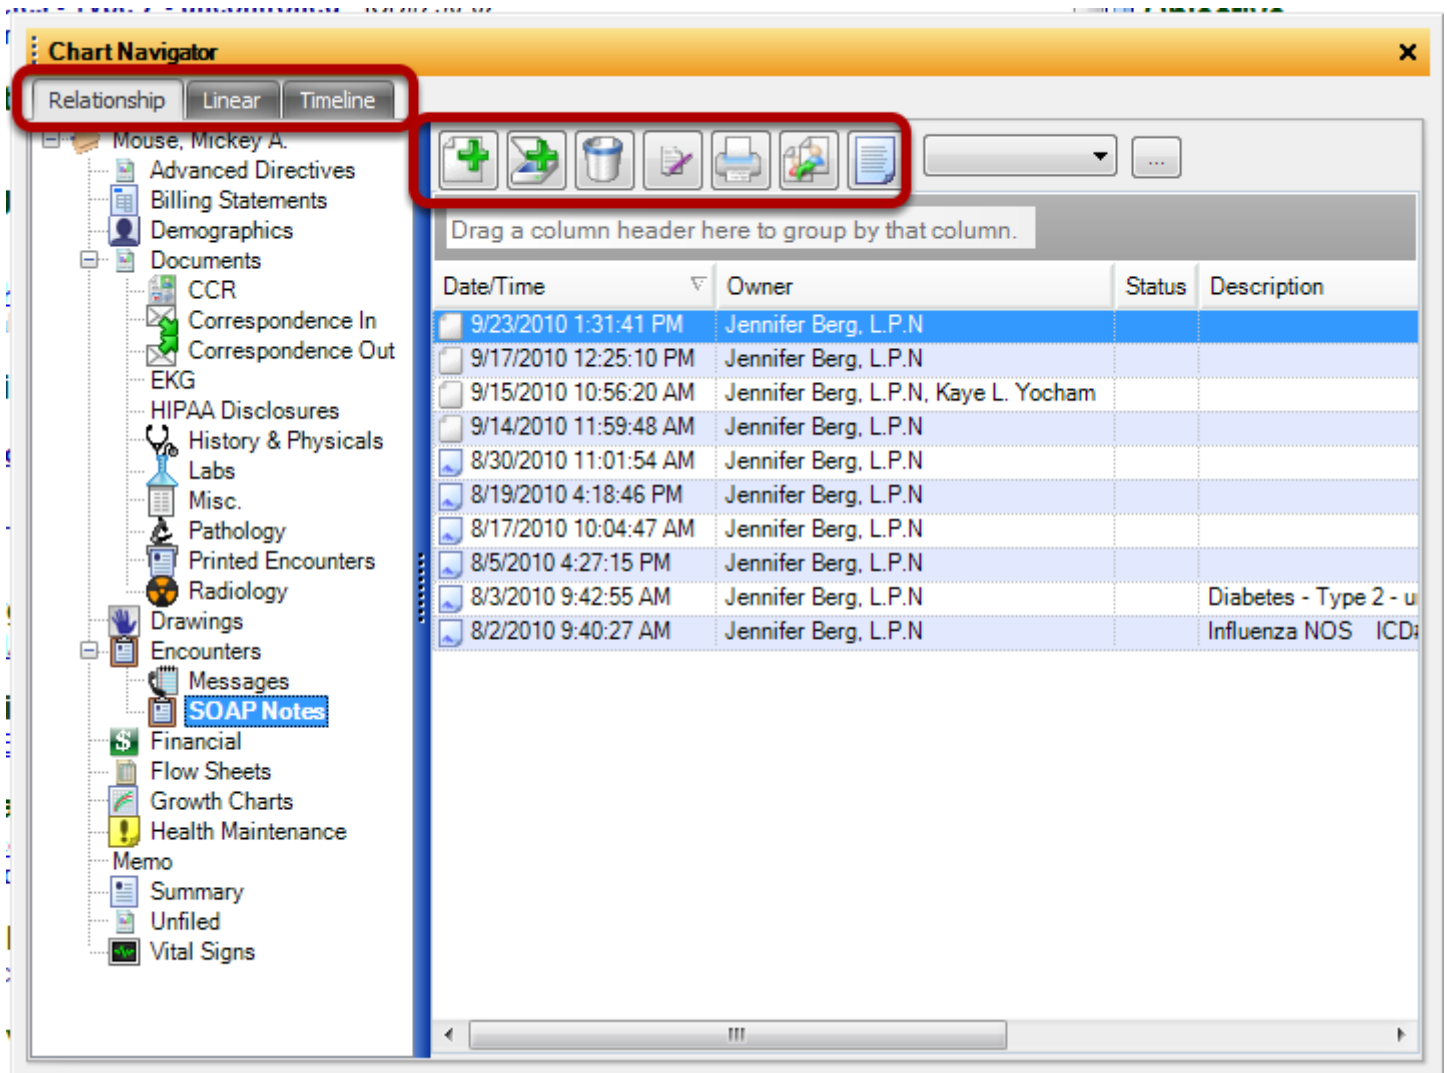 Chart Navigator
Relationship Linear Timeline
Mouse, Mickey A.
Advanced Directives
Billing Statements
Demographics
Documents
CCR
Correspondence In
Correspondence Out
EKG
HIPAA Disclosures
History & Physicals
Labs
Misc.
Pathology
Printed Encounters
Radiology
Drawings
Encounters
Messages
SOAP Notes
Financial
Flow Sheets
Growth Charts
Health Maintenance
Memo
Summary
Unfiled
Vital Signs
...
Drag a column header here to group by that column.
Date/Time Owner Status Description
9/23/2010 1:31:41 PM Jennifer Berg, L.P.N
9/17/2010 12:25:10 PM Jennifer Berg, L.P.N
9/15/2010 10:56:20 AM Jennifer Berg, L.P.N, Kaye L. Yocham
9/14/2010 11:59:48 AM Jennifer Berg, L.P.N
8/30/2010 11:01:54 AM Jennifer Berg, L.P.N
8/19/2010 4:18:46 PM Jennifer Berg, L.P.N
8/17/2010 10:04:47 AM Jennifer Berg, L.P.N
8/5/2010 4:27:15 PM Jennifer Berg, L.P.N
8/3/2010 9:42:55 AM Jennifer Berg, L.P.N Diabetes - Type 2 - u
8/2/2010 9:40:27 AM Jennifer Berg, L.P.N Influenza NOS ICD